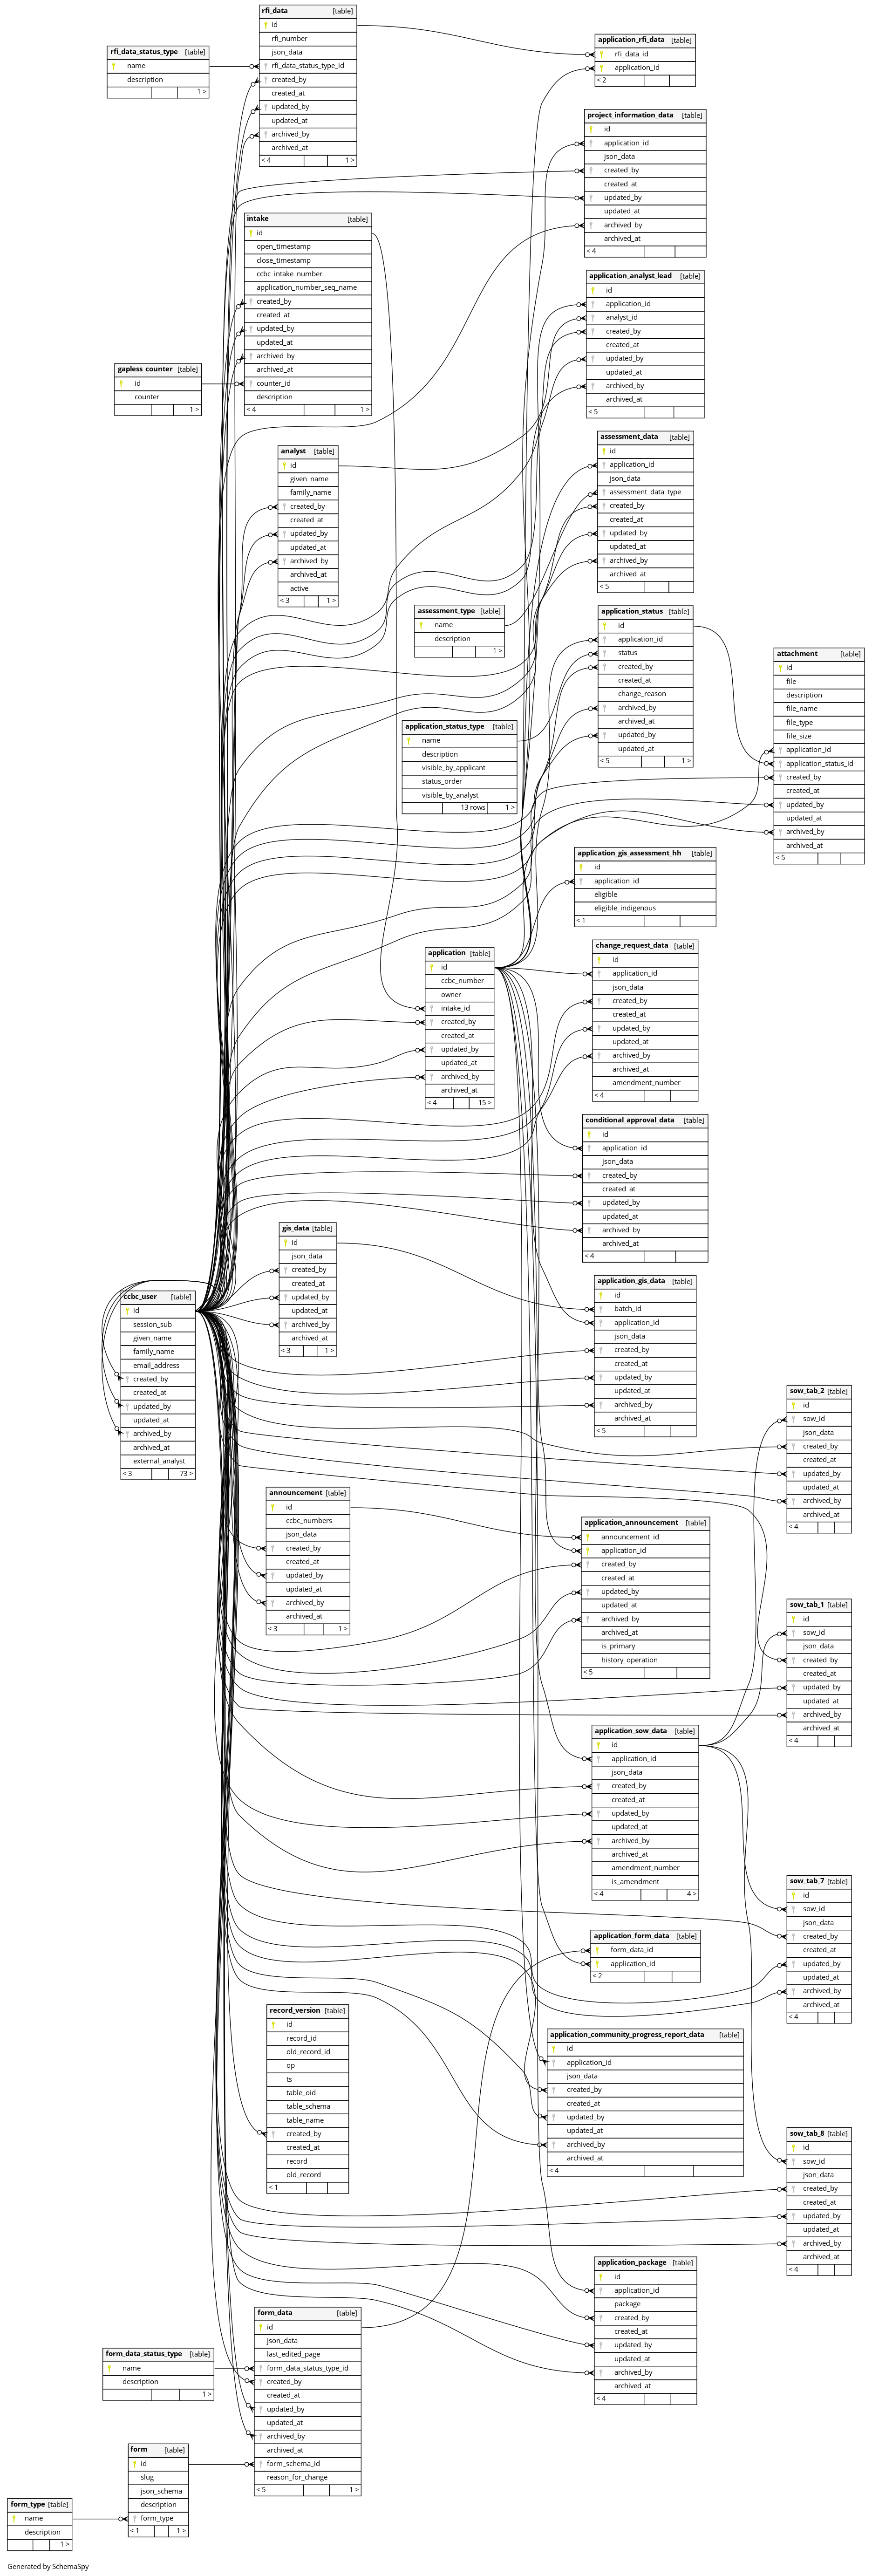 rfi_data [table]
id
rfi_number
json_data
rfi_data_status_type_id
created_by
created_at
updated_by
updated_at
archived_by
archived_at
< 4 1 >
rfi_data_status_type [table]
name
description
1 >
application_rfi_data [table]
rfi_data_id
application_id
< 2
project_information_data [table]
id
application_id
json_data
created_by
created_at
updated_by
updated_at
archived_by
archived_at
< 4
intake [table]
id
open_timestamp
close_timestamp
ccbc_intake_number
application_number_seq_name
created_by
created_at
updated_by
updated_at
archived_by
archived_at
counter_id
description
< 4 1 >
application_analyst_lead [table]
id
application_id
analyst_id
created_by
created_at
updated_by
updated_at
archived_by
archived_at
< 5
gapless_counter [table]
id
counter
1 >
analyst [table]
id
given_name
family_name
created_by
created_at
updated_by
updated_at
archived_by
archived_at
active
< 3 1 >
assessment_data [table]
id
application_id
json_data
assessment_data_type
created_by
created_at
updated_by
updated_at
archived_by
archived_at
< 5
assessment_type [table]
name
description
1 >
application_status [table]
id
application_id
status
created_by
created_at
change_reason
archived_by
archived_at
updated_by
updated_at
< 5 1 >
attachment [table]
id
file
description
file_name
file_type
file_size
application_id
application_status_id
created_by
created_at
updated_by
updated_at
archived_by
archived_at
< 5
application_status_type [table]
name
description
visible_by_applicant
status_order
visible_by_analyst
13 rows 1 >
application_gis_assessment_hh [table]
id
application_id
eligible
eligible_indigenous
< 1
application [table]
id
ccbc_number
owner
intake_id
created_by
created_at
updated_by
updated_at
archived_by
archived_at
< 4 15 >
change_request_data [table]
id
application_id
json_data
created_by
created_at
updated_by
updated_at
archived_by
archived_at
amendment_number
< 4
conditional_approval_data [table]
id
application_id
json_data
created_by
created_at
updated_by
updated_at
archived_by
archived_at
< 4
gis_data [table]
id
json_data
created_by
created_at
updated_by
updated_at
archived_by
archived_at
< 3 1 >
ccbc_user [table]
id
session_sub
given_name
family_name
email_address
created_by
created_at
updated_by
updated_at
archived_by
archived_at
external_analyst
< 3 73 >
application_gis_data [table]
id
batch_id
application_id
json_data
created_by
created_at
updated_by
updated_at
archived_by
archived_at
< 5
sow_tab_2 [table]
id
sow_id
json_data
created_by
created_at
updated_by
updated_at
archived_by
archived_at
< 4
announcement [table]
id
ccbc_numbers
json_data
created_by
created_at
updated_by
updated_at
archived_by
archived_at
< 3 1 >
application_announcement [table]
announcement_id
application_id
created_by
created_at
updated_by
updated_at
archived_by
archived_at
is_primary
history_operation
< 5
sow_tab_1 [table]
id
sow_id
json_data
created_by
created_at
updated_by
updated_at
archived_by
archived_at
< 4
application_sow_data [table]
id
application_id
json_data
created_by
created_at
updated_by
updated_at
archived_by
archived_at
amendment_number
is_amendment
< 4 4 >
sow_tab_7 [table]
id
sow_id
json_data
created_by
created_at
updated_by
updated_at
archived_by
archived_at
< 4
application_form_data [table]
form_data_id
application_id
< 2
record_version [table]
id
record_id
old_record_id
op
ts
table_oid
table_schema
table_name
created_by
created_at
record
old_record
< 1
application_community_progress_report_data [table]
id
application_id
json_data
created_by
created_at
updated_by
updated_at
archived_by
archived_at
< 4
sow_tab_8 [table]
id
sow_id
json_data
created_by
created_at
updated_by
updated_at
archived_by
archived_at
< 4
application_package [table]
id
application_id
package
created_by
created_at
updated_by
updated_at
archived_by
archived_at
< 4
form_data [table]
id
json_data
last_edited_page
form_data_status_type_id
created_by
created_at
updated_by
updated_at
archived_by
archived_at
form_schema_id
reason_for_change
< 5 1 >
form_data_status_type [table]
name
description
1 >
form [table]
id
slug
json_schema
description
form_type
< 1 1 >
form_type [table]
name
description
1 >
Generated by SchemaSpy